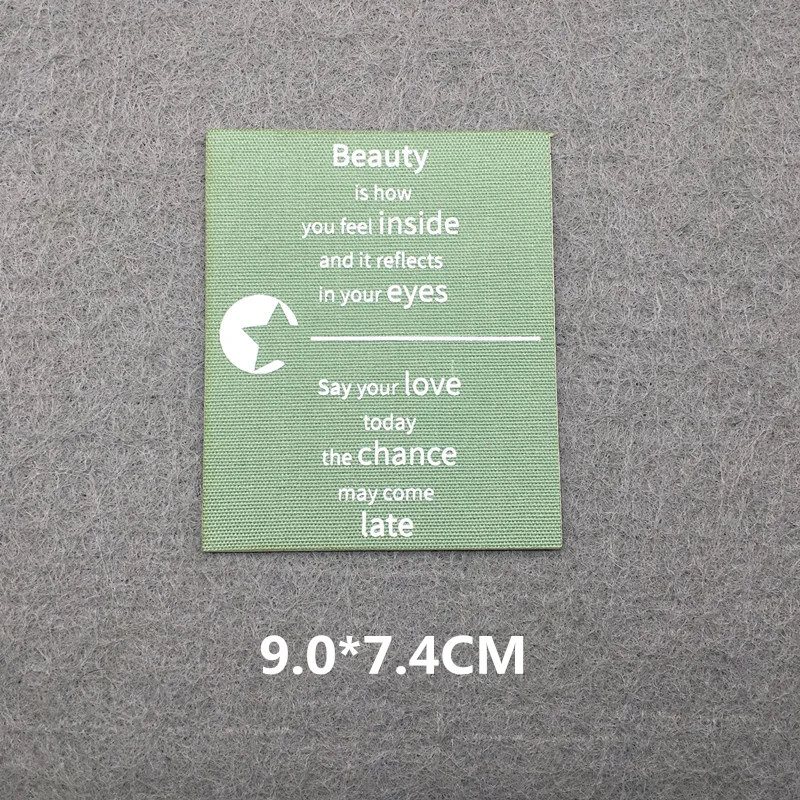 Beauty
is how
you feel inside
and it reflects
in your eyes
Say your love
today
the chance
may come
late
9.0*7.4CM